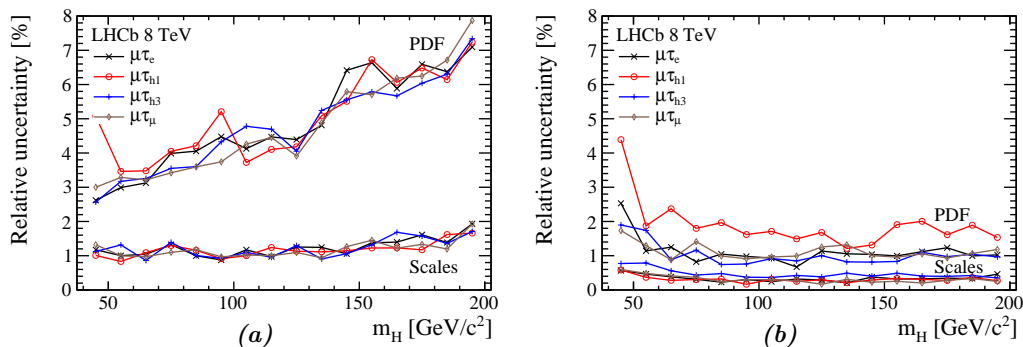 LHCb 8 TeV
μτe
μτh1
μτh3
μτμ
PDF
Scales
Relative uncertainty [%]
0
1
2
3
4
5
6
7
8
50
100
150
200
mH [GeV/c²]
(a)
LHCb 8 TeV
μτe
μτh1
μτh3
μτμ
PDF
Scales
Relative uncertainty [%]
0
1
2
3
4
5
6
7
8
50
100
150
200
mH [GeV/c²]
(b)